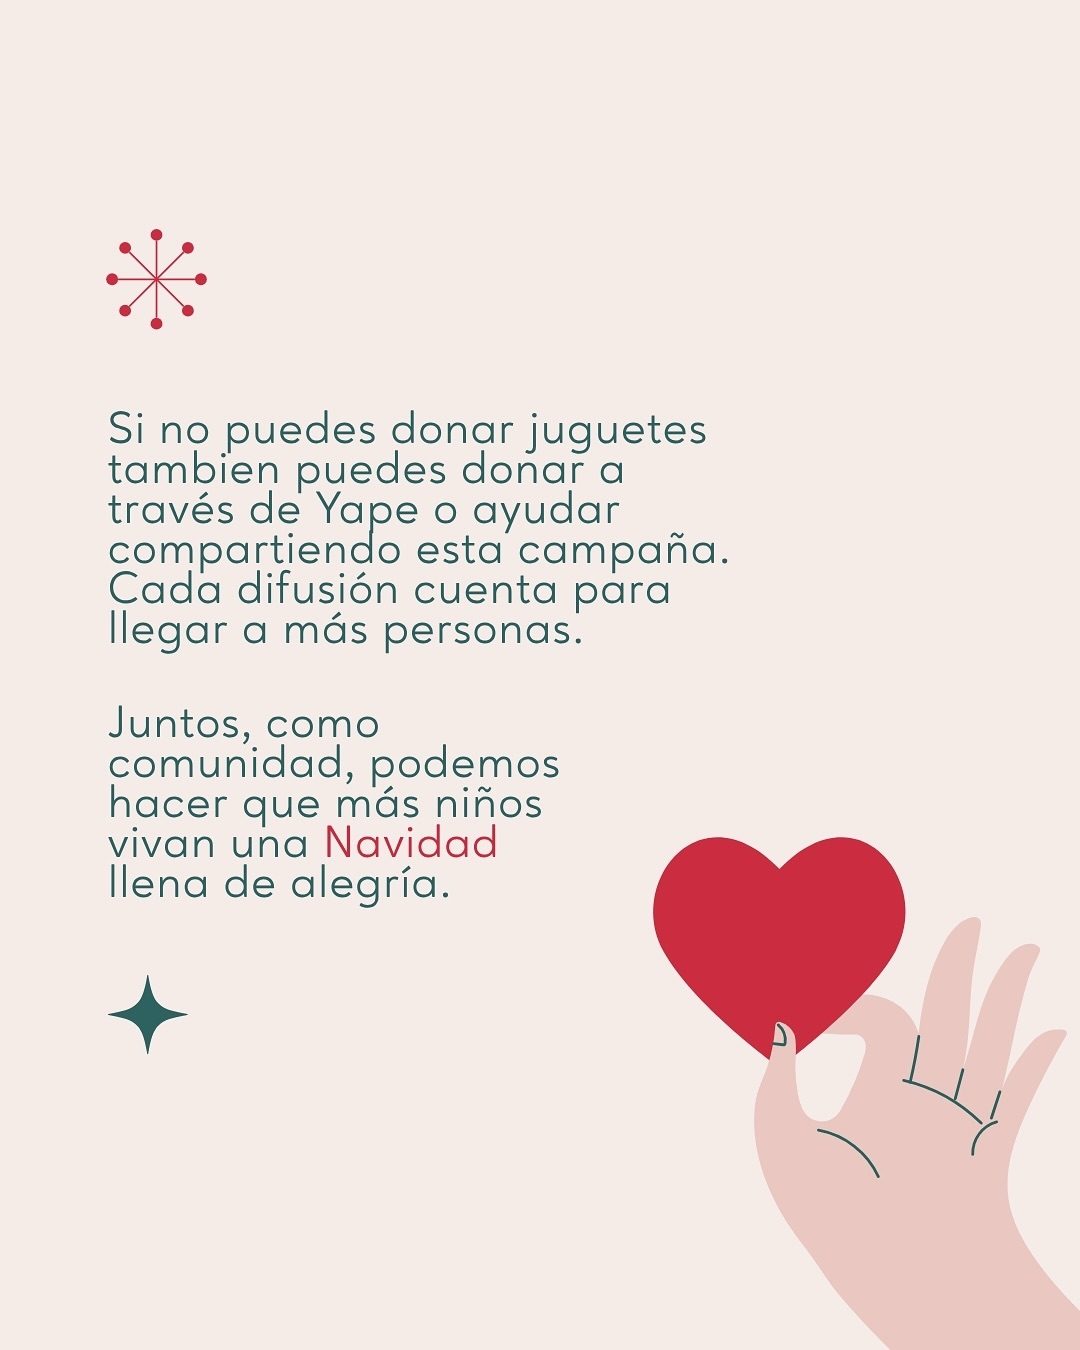 Si no puedes donar juguetes
tambien puedes donar a
través de Yape o ayudar
compartiendo esta campaña.
Cada difusión cuenta para
llegar a más personas.
Juntos, como
comunidad, podemos
hacer que más niños
vivan una Navidad
llena de alegría.